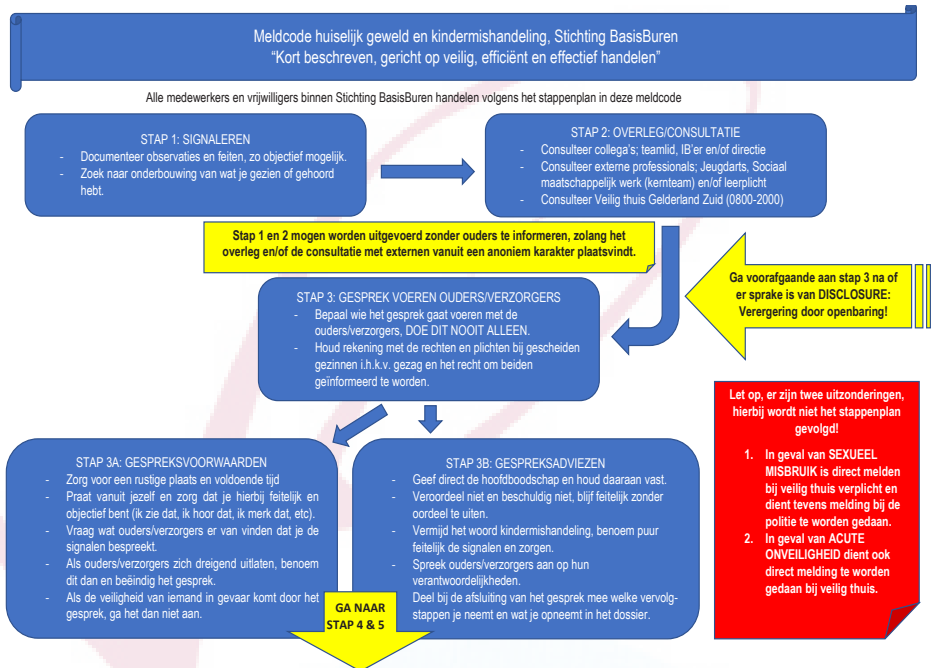 Meldcode huiselijk geweld en kindermishandeling, Stichting BasisBuren
“Kort beschreven, gericht op veilig, efficiënt en effectief handelen”
Alle medewerkers en vrijwilligers binnen Stichting BasisBuren handelen volgens het stappenplan in deze meldcode
STAP 1: SIGNALEREN
- Documenteer observaties en feiten, zo objectief mogelijk.
- Zoek naar onderbouwing van wat je gezien of gehoord
hebt.
STAP 2: OVERLEG/CONSULTATIE
- Consulteer collega’s; teamlid, IB’er en/of directie
- Consulteer externe professionals; Jeugdarts, Sociaal
maatschappelijk werk (kernteam) en/of leerplicht
- Consulteer Veilig thuis Gelderland Zuid (0800-2000)
Stap 1 en 2 mogen worden uitgevoerd zonder ouders te informeren, zolang het
overleg en/of de consultatie met externen vanuit een anoniem karakter plaatsvindt.
Ga voorafgaande aan stap 3 na of
er sprake is van DISCLOSURE:
Verergering door openbaring!
STAP 3: GESPREK VOEREN OUDERS/VERZORGERS
- Bepaal wie het gesprek gaat voeren met de
ouders/verzorgers, DOE DIT NOOIT ALLEEN.
- Houd rekening met de rechten en plichten bij gescheiden
gezinnen i.h.k.v. gezag en het recht om beiden
geïnformeerd te worden.
Let op, er zijn twee uitzonderingen,
hierbij wordt niet het stappenplan
gevolgd!
1. In geval van SEXUEEL
MISBRUIK is direct melden
bij veilig thuis verplicht en
dient tevens melding bij de
politie te worden gedaan.
2. In geval van ACUTE
ONVEILIGHEID dient ook
direct melding te worden
gedaan bij veilig thuis.
STAP 3A: GESPREKSVOORWAARDEN
- Zorg voor een rustige plaats en voldoende tijd
- Praat vanuit jezelf en zorg dat je hierbij feitelijk en
objectief bent (ik zie dat, ik hoor dat, ik merk dat, etc).
- Vraag wat ouders/verzorgers er van vinden dat je de
signalen bespreekt.
- Als ouders/verzorgers zich dreigend uitlaten, benoem
dit dan en beëindig het gesprek.
- Als de veiligheid van iemand in gevaar komt door het
gesprek, ga het dan niet aan.
STAP 3B: GESPREKSADVIEZEN
- Geef direct de hoofdboodschap en houd daaraan vast.
- Veroordeel niet en beschuldig niet, blijf feitelijk zonder
oordeel te uiten.
- Vermijd het woord kindermishandeling, benoem puur
feitelijk de signalen en zorgen.
- Spreek ouders/verzorgers aan op hun
verantwoordelijkheden.
- Deel bij de afsluiting van het gesprek mee welke vervolg-
stappen je neemt en wat je opneemt in het dossier.
GA NAAR
STAP 4 & 5